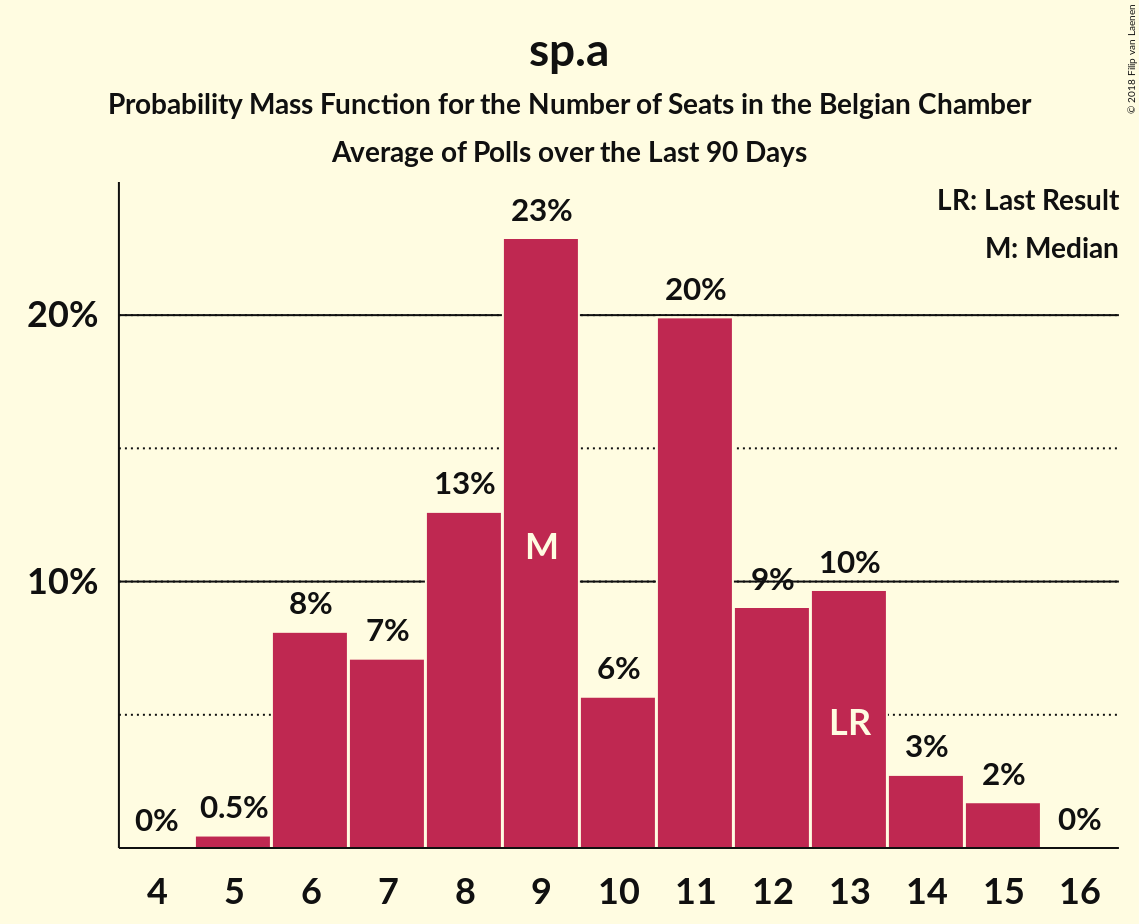 sp.a
Probability Mass Function for the Number of Seats in the Belgian Chamber
Average of Polls over the Last 90 Days
© 2018 Filip van Laenen
LR: Last Result
M: Median
20%
10%
0%
0.5%
8%
7%
13%
23%
6%
20%
9%
10%
3%
2%
0%
M
LR
4 5 6 7 8 9 10 11 12 13 14 15 16